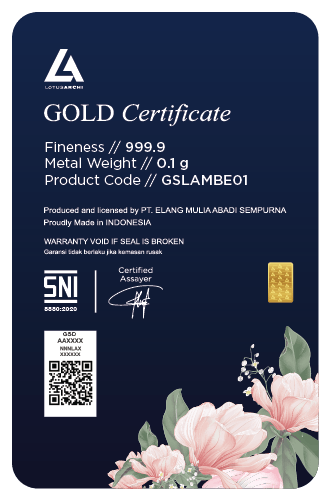 LOTUSARCHI
GOLD Certificate
Fineness // 999.9
Metal Weight // 0.1 g
Product Code // GSLAMBE01
Produced and licensed by PT. ELANG MULIA ABADI SEMPURNA
Proudly Made in INDONESIA
WARRANTY VOID IF SEAL IS BROKEN
Garansi tidak berlaku jika kemasan rusak
SNI
8880:2020
Certified
Assayer
GSD
AAXXXX
NNNLAX
XXXXXX